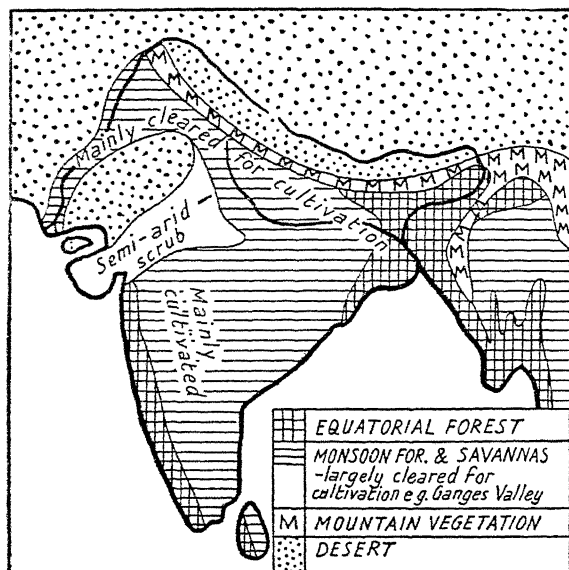 Mainly cleared for cultivation
Semi-arid
scrub
Mainly
cultivated
EQUATORIAL FOREST
MONSOON FOR. & SAVANNAS
-largely cleared for
cultivation e.g. Ganges Valley
M MOUNTAIN VEGETATION
DESERT